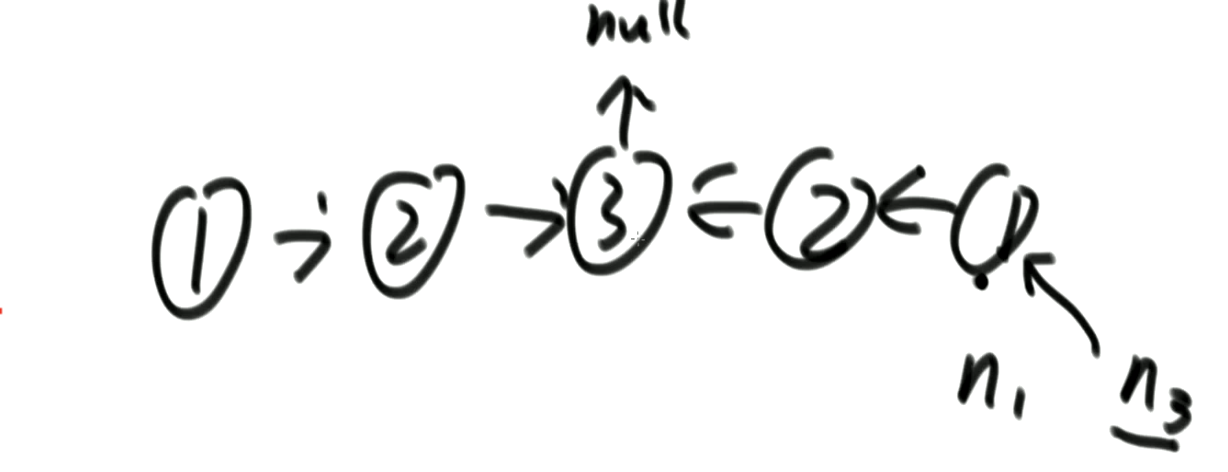 null
1 → 2 → 3 ← 2 ← 1
n₁ n₃